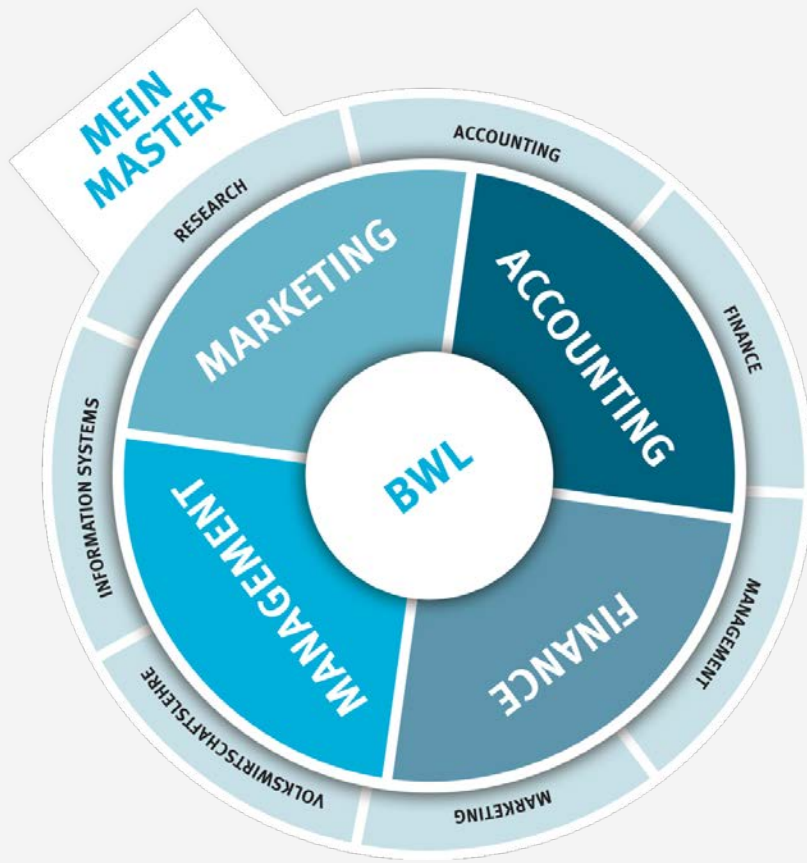 MEIN
MASTER
RESEARCH
ACCOUNTING
FINANCE
MANAGEMENT
MARKETING
VOLKSWIRTSCHAFTSLEHRE
INFORMATION SYSTEMS
MARKETING
ACCOUNTING
FINANCE
MANAGEMENT
BWL